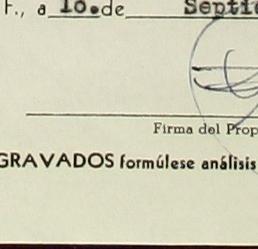 F., a 10. de Septie
Firma del Prop
GRAVADOS formúlese análisis